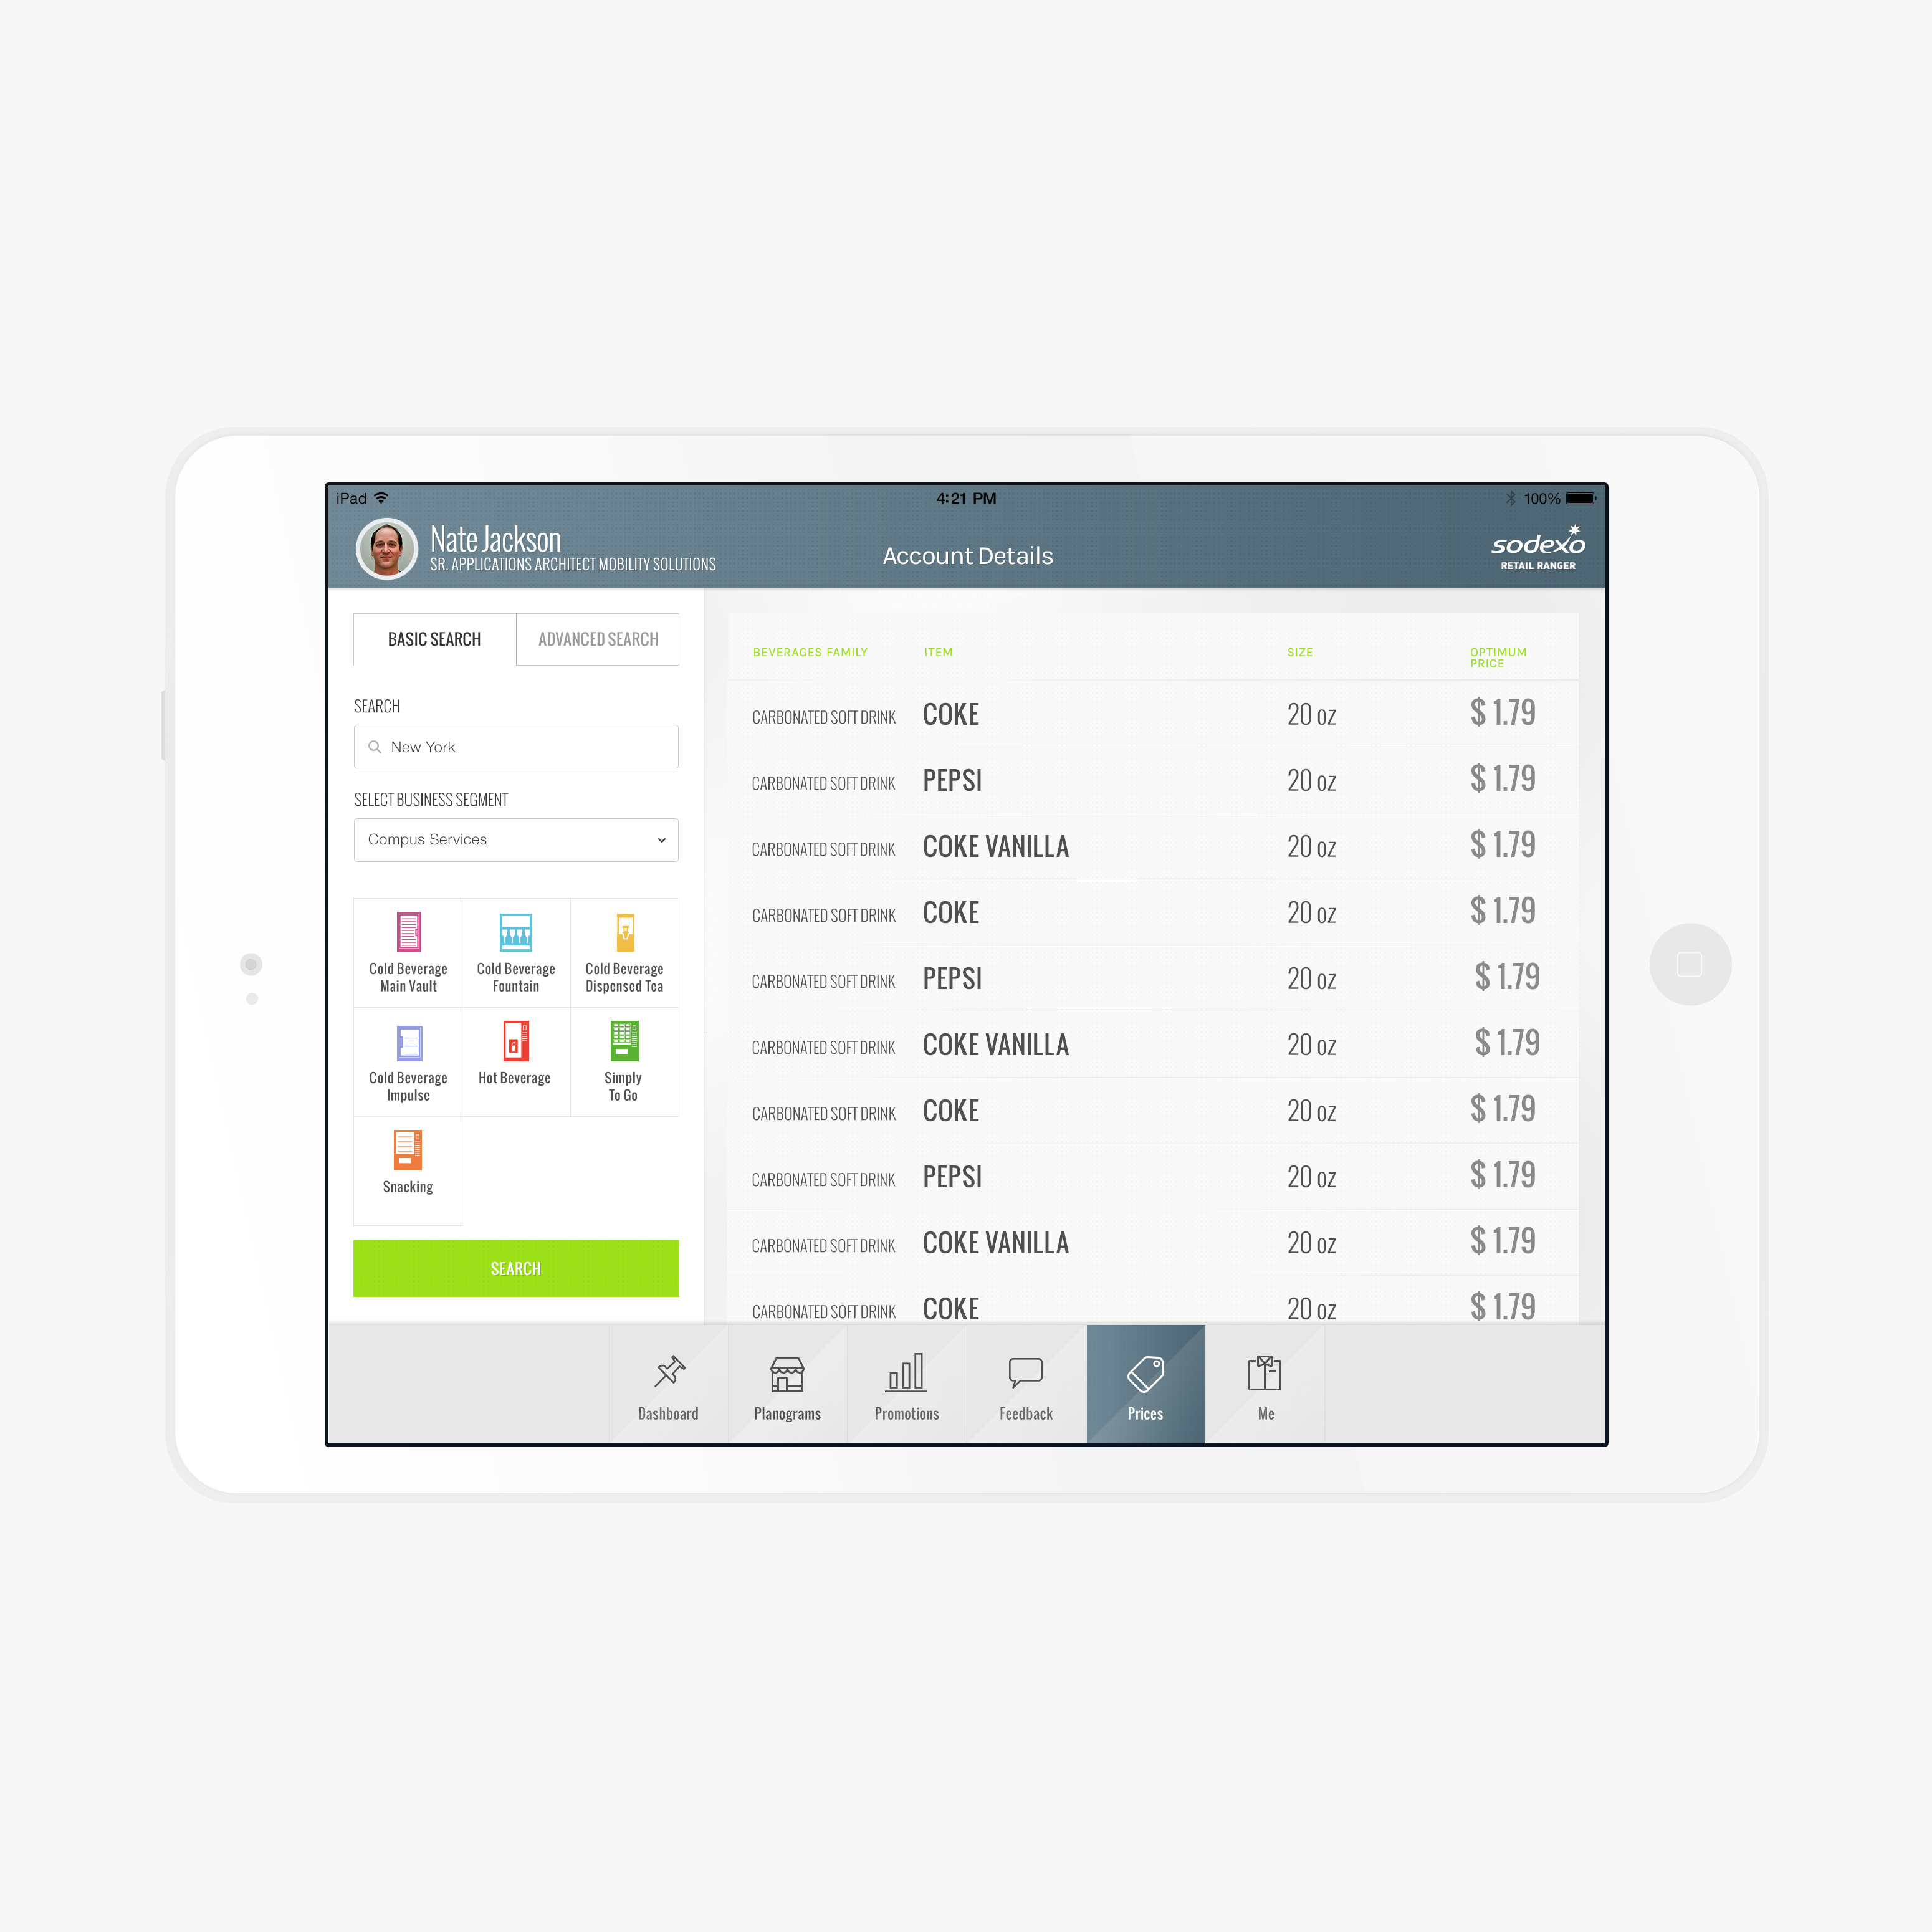 iPad
4:21 PM
100%
Nate Jackson
SR. APPLICATIONS ARCHITECT MOBILITY SOLUTIONS
Account Details
sodexo
RETAIL RANGER
BASIC SEARCH
ADVANCED SEARCH
SEARCH
New York
SELECT BUSINESS SEGMENT
Compus Services
Cold Beverage
Main Vault
Cold Beverage
Fountain
Cold Beverage
Dispensed Tea
Cold Beverage
Impulse
Hot Beverage
Simply
To Go
Snacking
SEARCH
BEVERAGES FAMILY ITEM SIZE OPTIMUM
PRICE
CARBONATED SOFT DRINK COKE 20 OZ $ 1.79
CARBONATED SOFT DRINK PEPSI 20 OZ $ 1.79
CARBONATED SOFT DRINK COKE VANILLA 20 OZ $ 1.79
CARBONATED SOFT DRINK COKE 20 OZ $ 1.79
CARBONATED SOFT DRINK PEPSI 20 OZ $ 1.79
CARBONATED SOFT DRINK COKE VANILLA 20 OZ $ 1.79
CARBONATED SOFT DRINK COKE 20 OZ $ 1.79
CARBONATED SOFT DRINK PEPSI 20 OZ $ 1.79
CARBONATED SOFT DRINK COKE VANILLA 20 OZ $ 1.79
CARBONATED SOFT DRINK COKE 20 OZ $ 1.79
Dashboard
Planograms
Promotions
Feedback
Prices
Me